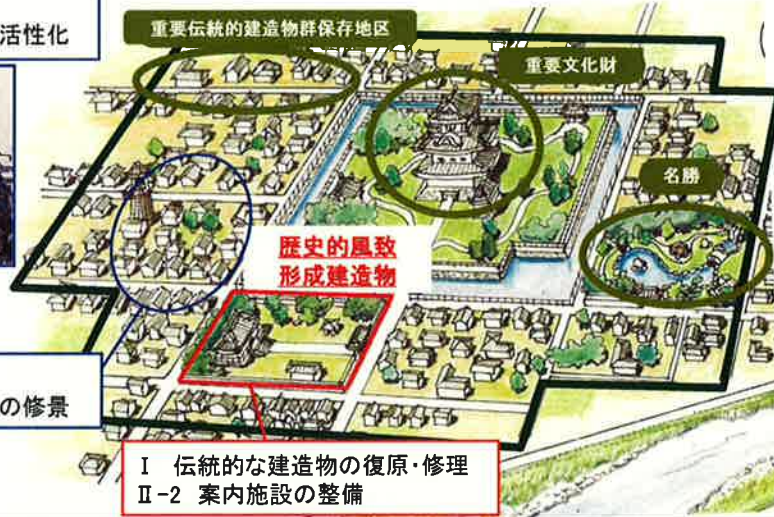 活性化
重要伝統的建造物群保存地区
重要文化財
名勝
歴史的風致
形成建造物
の修景
Ⅰ 伝統的な建造物の復原・修理
Ⅱ-2 案内施設の整備